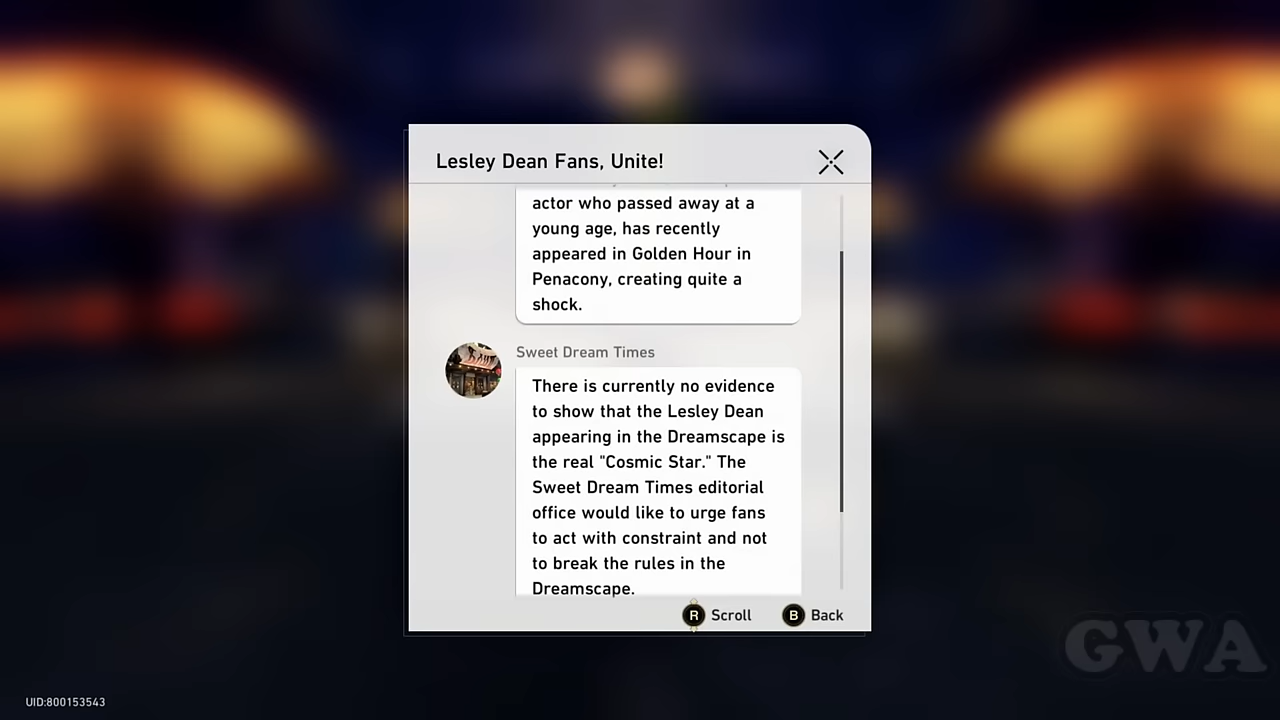 Lesley Dean Fans, Unite!
actor who passed away at a
young age, has recently
appeared in Golden Hour in
Penacony, creating quite a
shock.
Sweet Dream Times
There is currently no evidence
to show that the Lesley Dean
appearing in the Dreamscape is
the real "Cosmic Star." The
Sweet Dream Times editorial
office would like to urge fans
to act with constraint and not
to break the rules in the
Dreamscape.
R Scroll B Back
GWA
UID:800153543